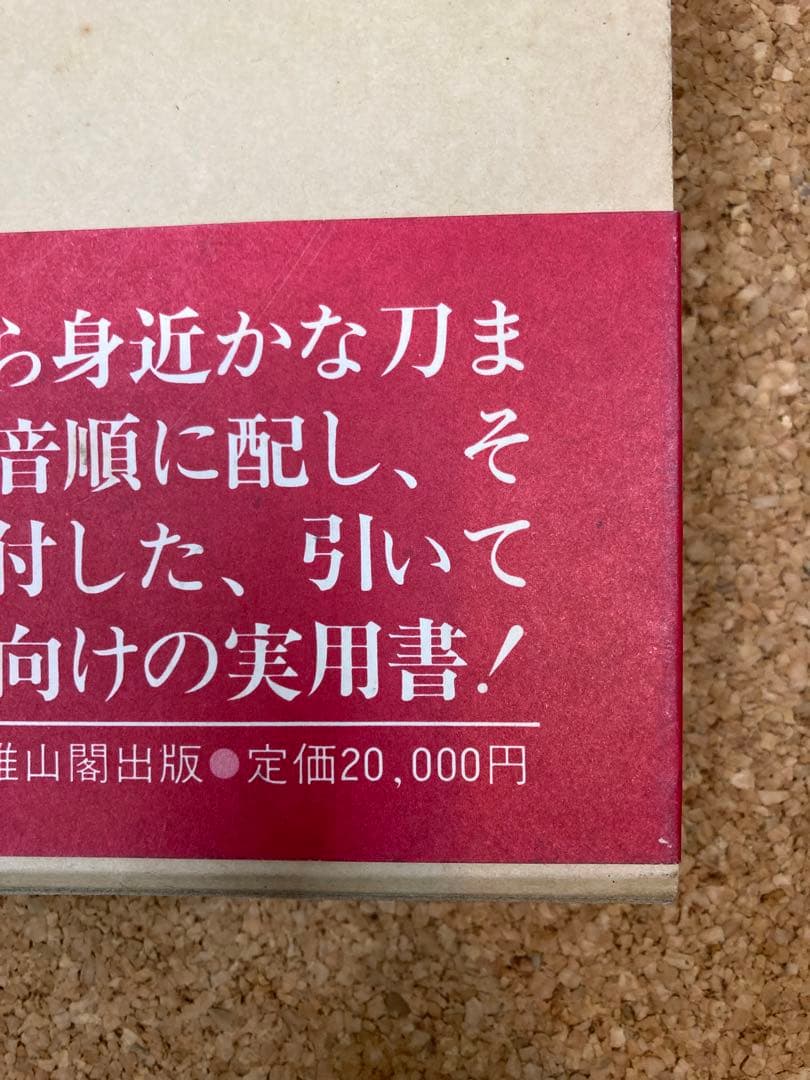 ら身近かな刀ま
音順に配し、そ
付した、引いて
向けの実用書!
山閣出版●定価20,000円